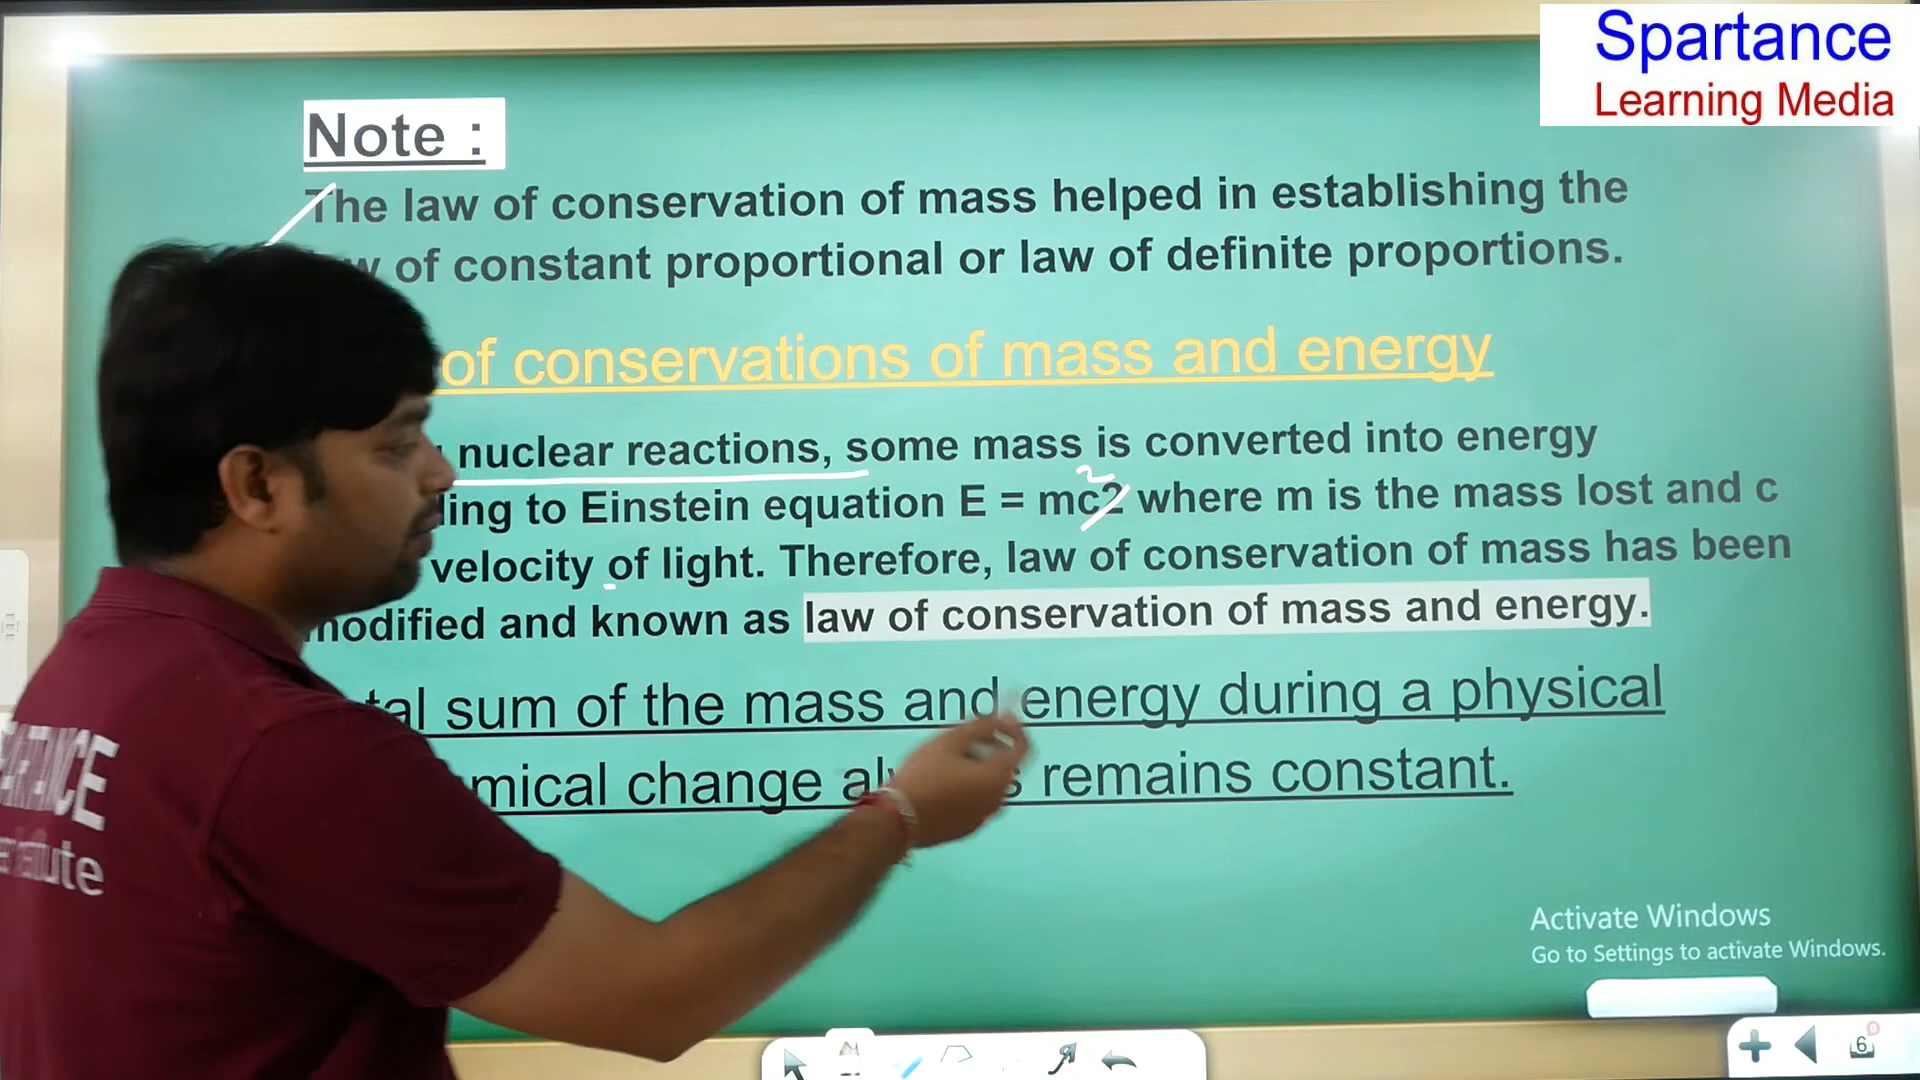 Spartance
Learning Media
Note :
The law of conservation of mass helped in establishing the
of constant proportional or law of definite proportions.
of conservations of mass and energy
nuclear reactions, some mass is converted into energy
to Einstein equation E = mc2 where m is the mass lost and c
velocity of light. Therefore, law of conservation of mass has been
modified and known as law of conservation of mass and energy.
sum of the mass and energy during a physical
change remains constant.
Activate Windows
Go to Settings to activate Windows.
6